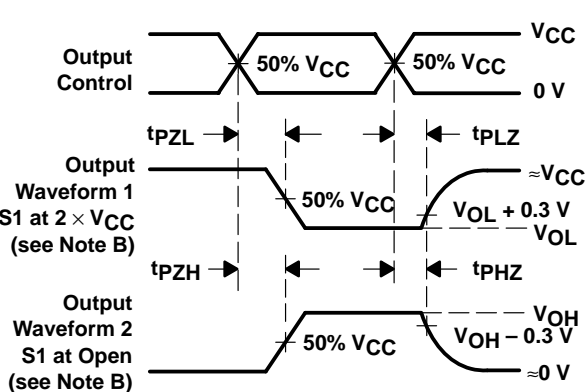 VCC
Output
Control
50% VCC
50% VCC
0 V
tPZL
tPLZ
Output
Waveform 1
S1 at 2 × VCC
(see Note B)
50% VCC
≈VCC
VOL + 0.3 V
VOL
tPZH
tPHZ
Output
Waveform 2
S1 at Open
(see Note B)
50% VCC
VOH
VOH – 0.3 V
≈0 V